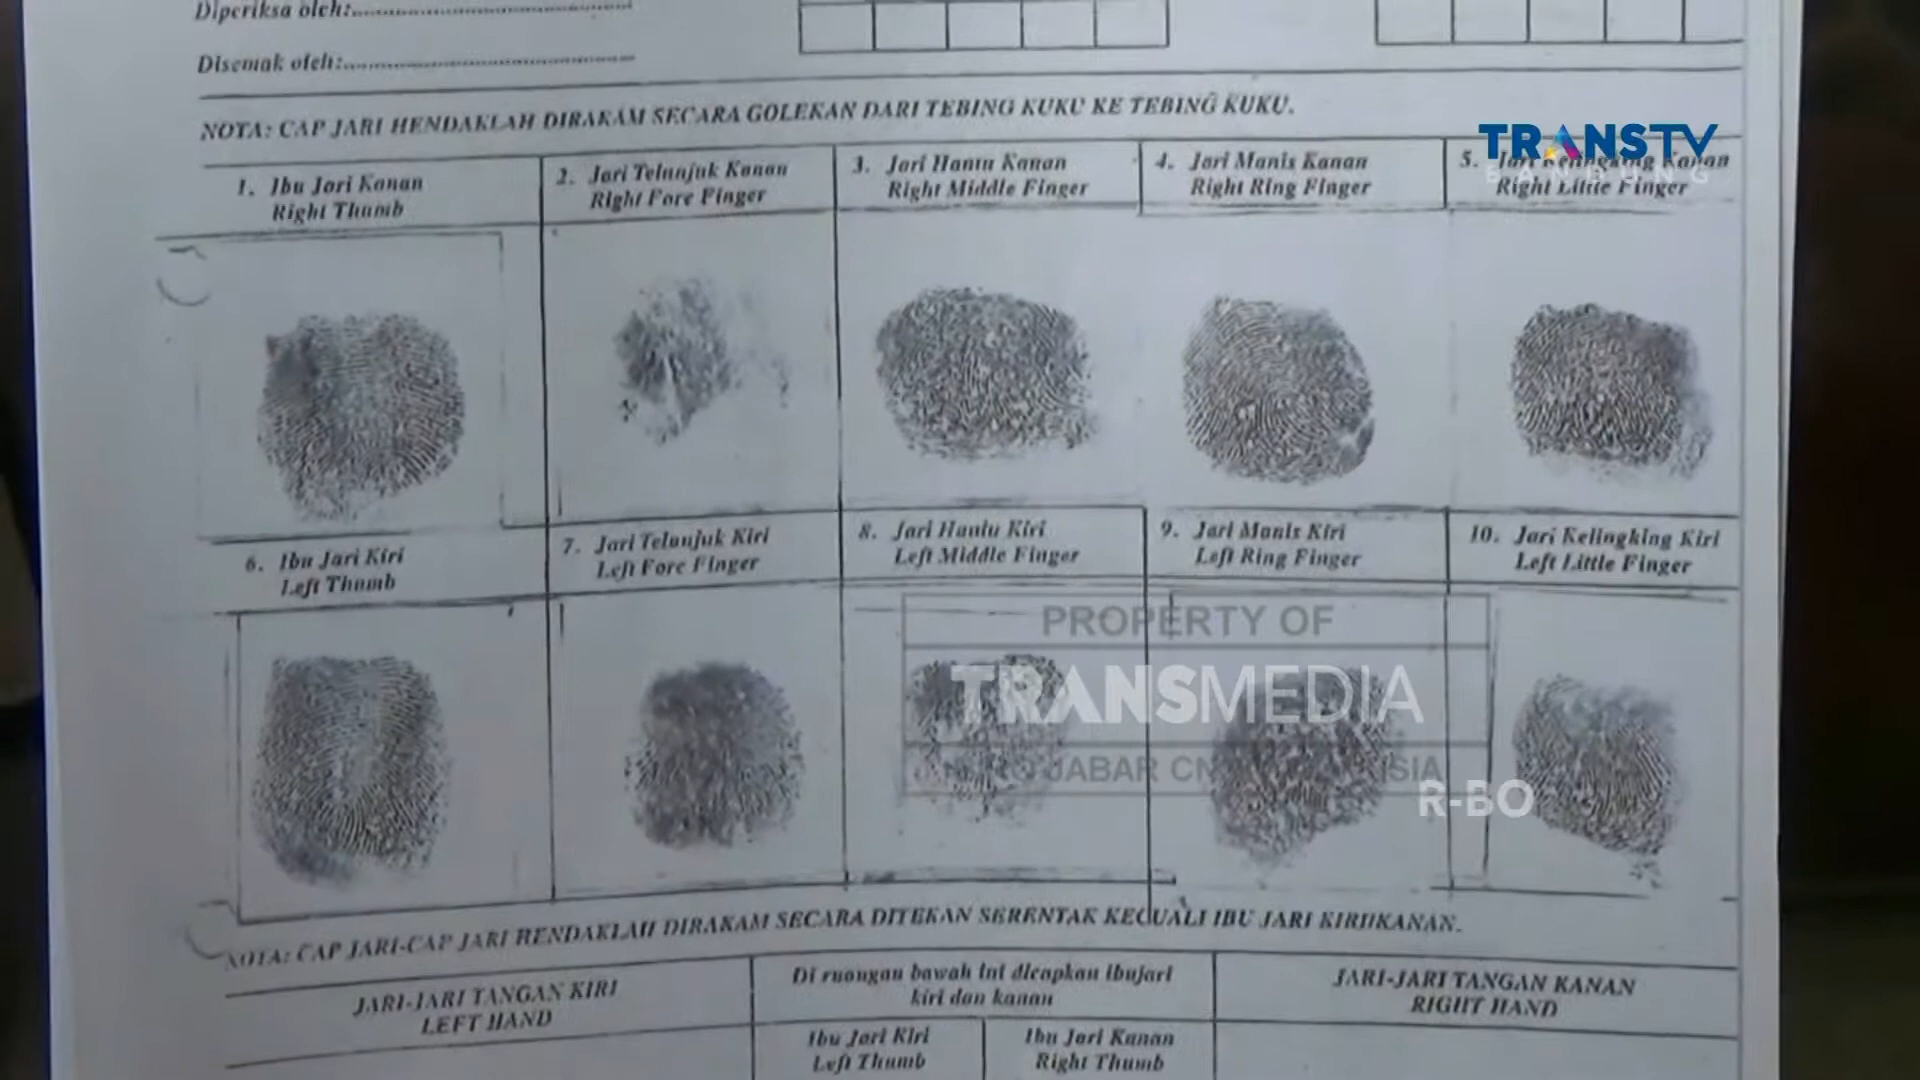 Diperiksa oleh:
Disemak oleh:
NOTA: CAP JARI HENDAKLAH DIRAKAM SECARA GOLEKAN DARI TEBING KUKU KE TEBING KUKU.
TRANSTV
BANDUNG
1. Ibu Jari Kanan
Right Thumb
2. Jari Telunjuk Kanan
Right Fore Finger
3. Jari Hantu Kanan
Right Middle Finger
4. Jari Manis Kanan
Right Ring Finger
5. Jari Kelingking Kanan
Right Little Finger
6. Ibu Jari Kiri
Left Thumb
7. Jari Telunjuk Kiri
Left Fore Finger
8. Jari Hantu Kiri
Left Middle Finger
9. Jari Manis Kiri
Left Ring Finger
10. Jari Kelingking Kiri
Left Little Finger
PROPERTY OF
TRANSMEDIA
JABAR
R-BO
NOTA: CAP JARI-CAP JARI HENDAKLAH DIRAKAM SECARA DITEKAN SERENTAK KECUALI IBU JARI KIRI/KANAN.
JARI-JARI TANGAN KIRI
LEFT HAND
Di ruangan bawah ini dicapkan ibujari
kiri dan kanan
Ibu Jari Kiri
Left Thumb
Ibu Jari Kanan
Right Thumb
JARI-JARI TANGAN KANAN
RIGHT HAND